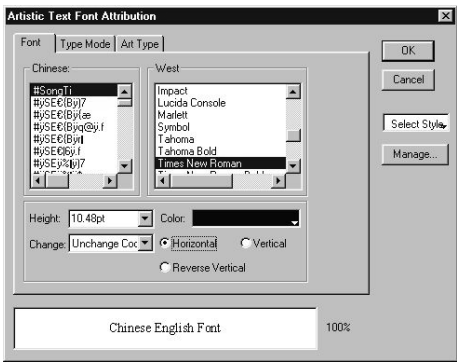 Artistic Text Font Attribution
Font
Type Mode
Art Type
OK
Cancel
Select Style
Manage...
Chinese:
#SongTi
West
Impact
Lucida Console
Marlett
Symbol
Tahoma
Tahoma Bold
Times New Roman
Height: 10.48pt
Color:
Change: Unchange Coc
Horizontal
Vertical
Reverse Vertical
Chinese English Font
100%